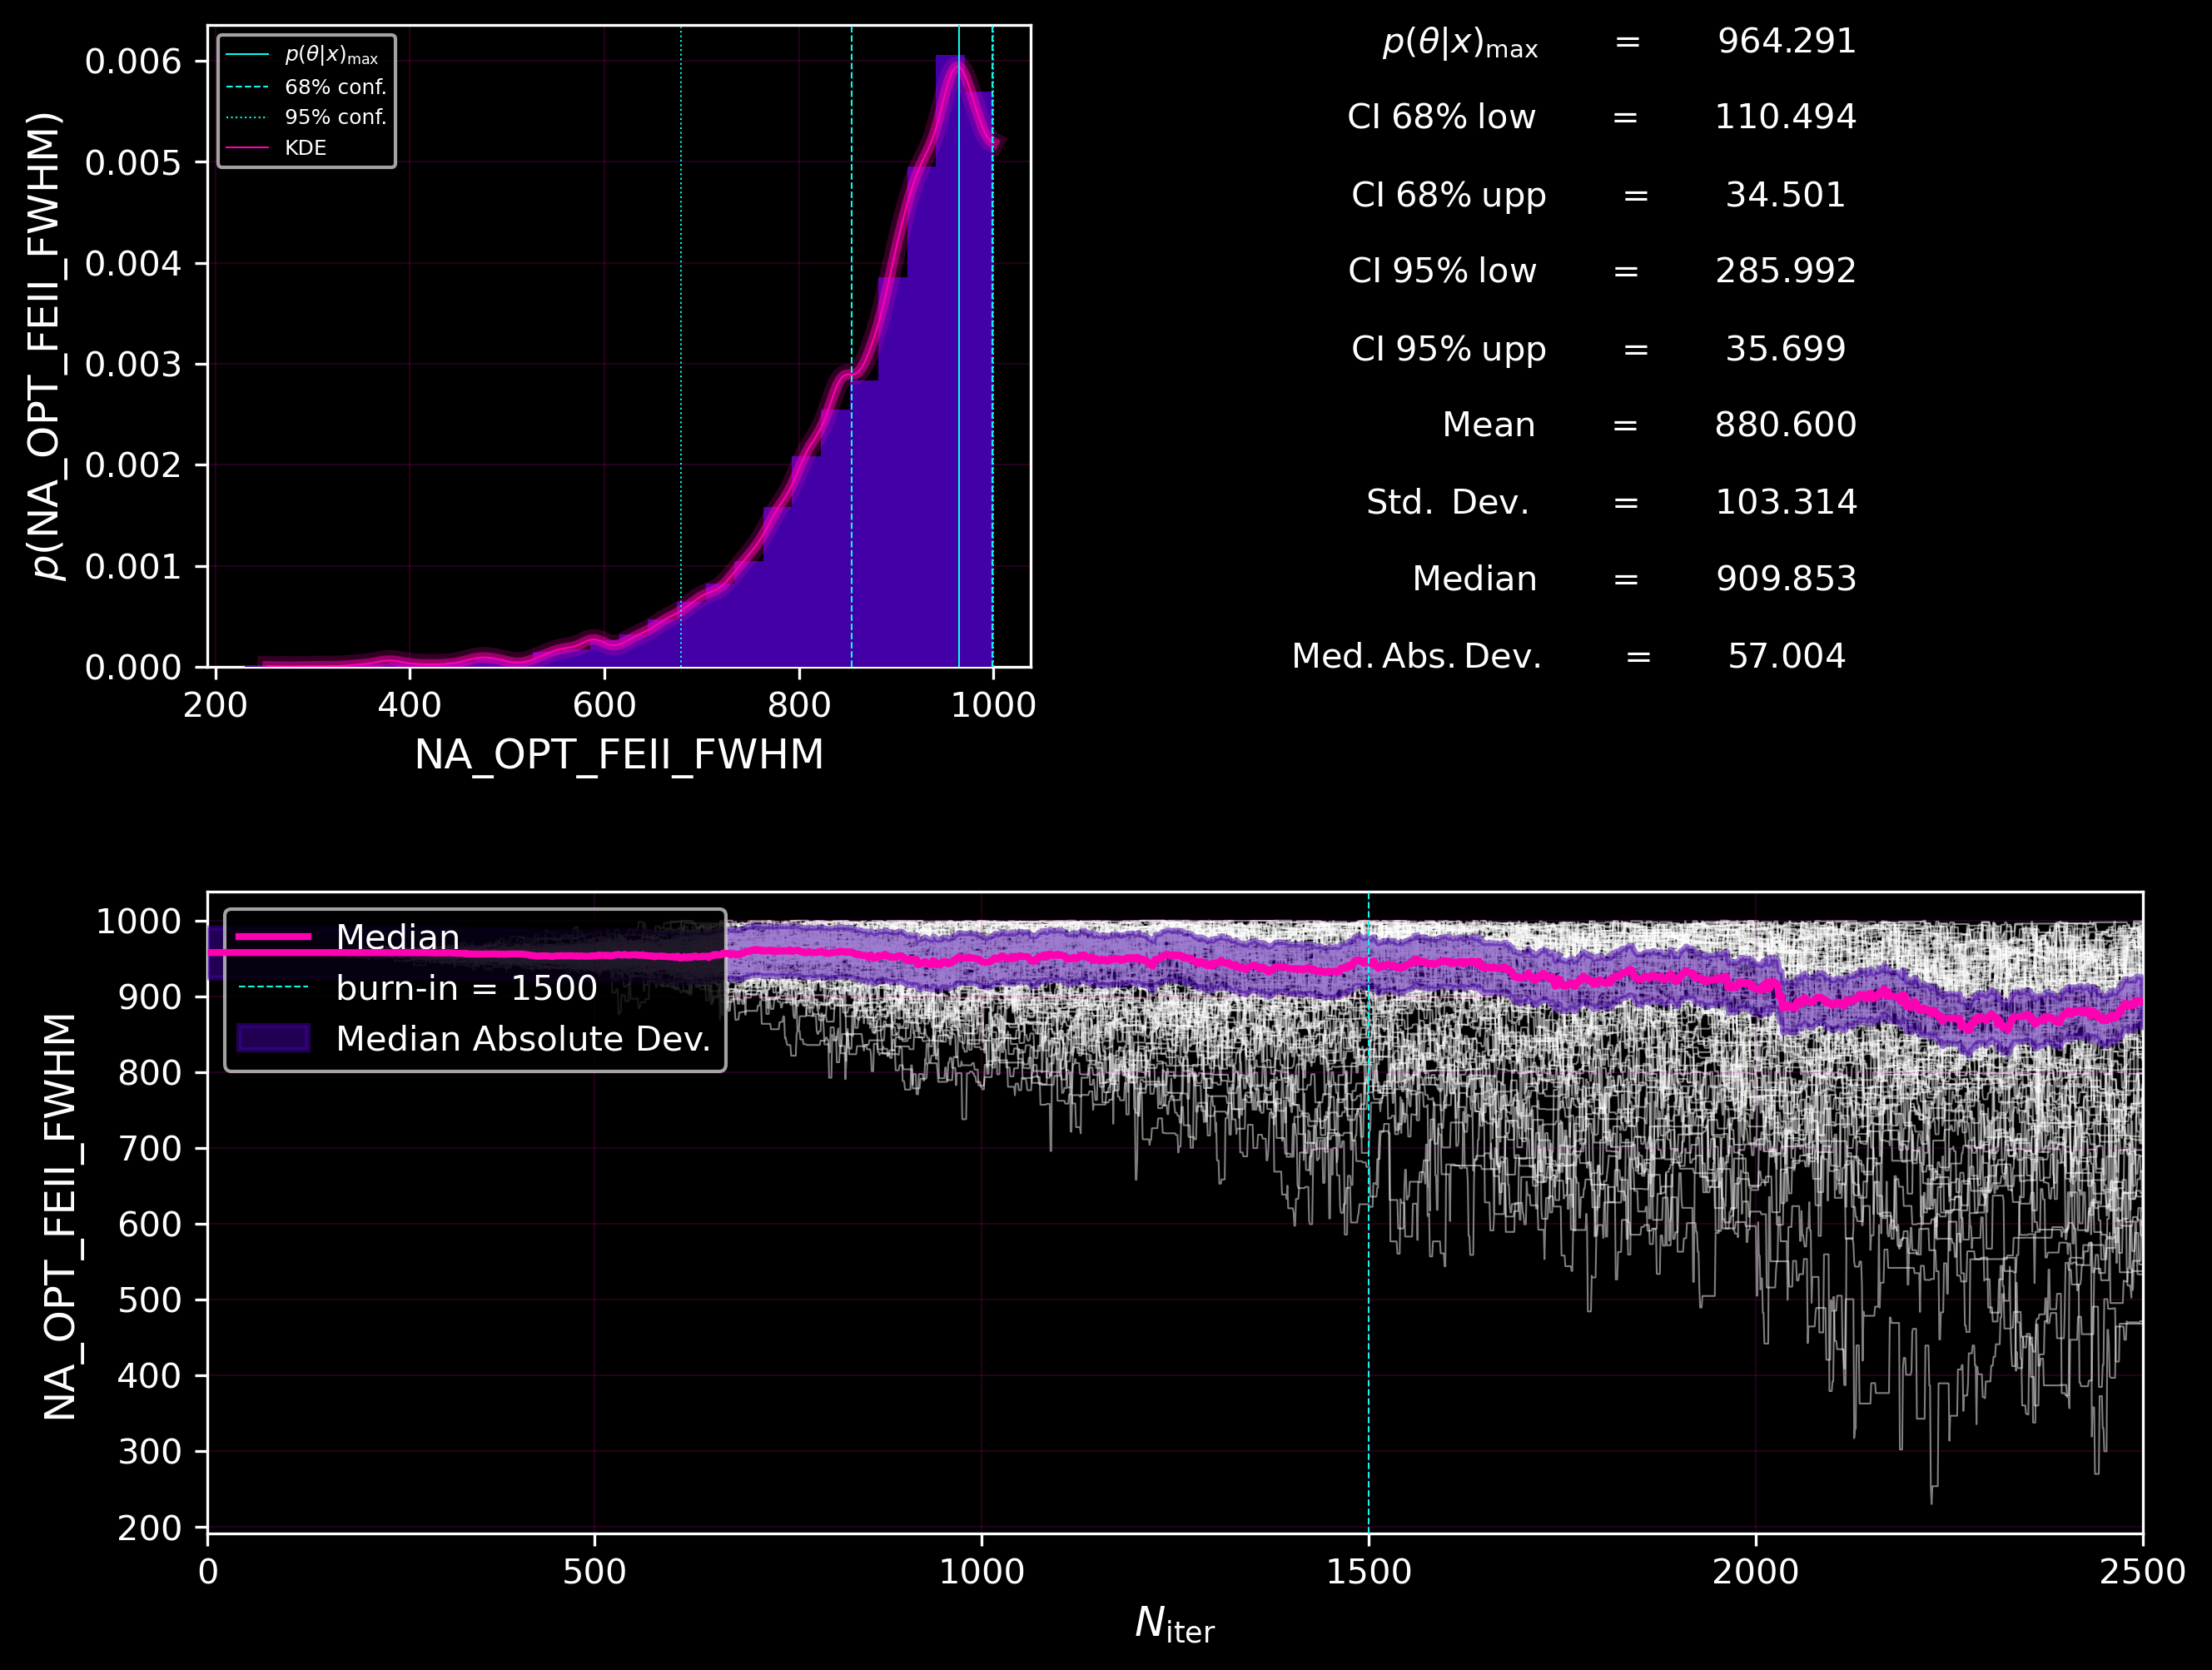 p(θ|x)max
68% conf.
95% conf.
KDE
0.006
0.005
0.004
0.003
0.002
0.001
0.000
p(NA_OPT_FEII_FWHM)
200 400 600 800 1000
NA_OPT_FEII_FWHM
p(θ|x)max = 964.291
CI 68% low = 110.494
CI 68% upp = 34.501
CI 95% low = 285.992
CI 95% upp = 35.699
Mean = 880.600
Std. Dev. = 103.314
Median = 909.853
Med. Abs. Dev. = 57.004
Median
burn-in = 1500
Median Absolute Dev.
1000
900
800
700
600
500
400
300
200
NA_OPT_FEII_FWHM
0 500 1000 1500 2000 2500
Niter